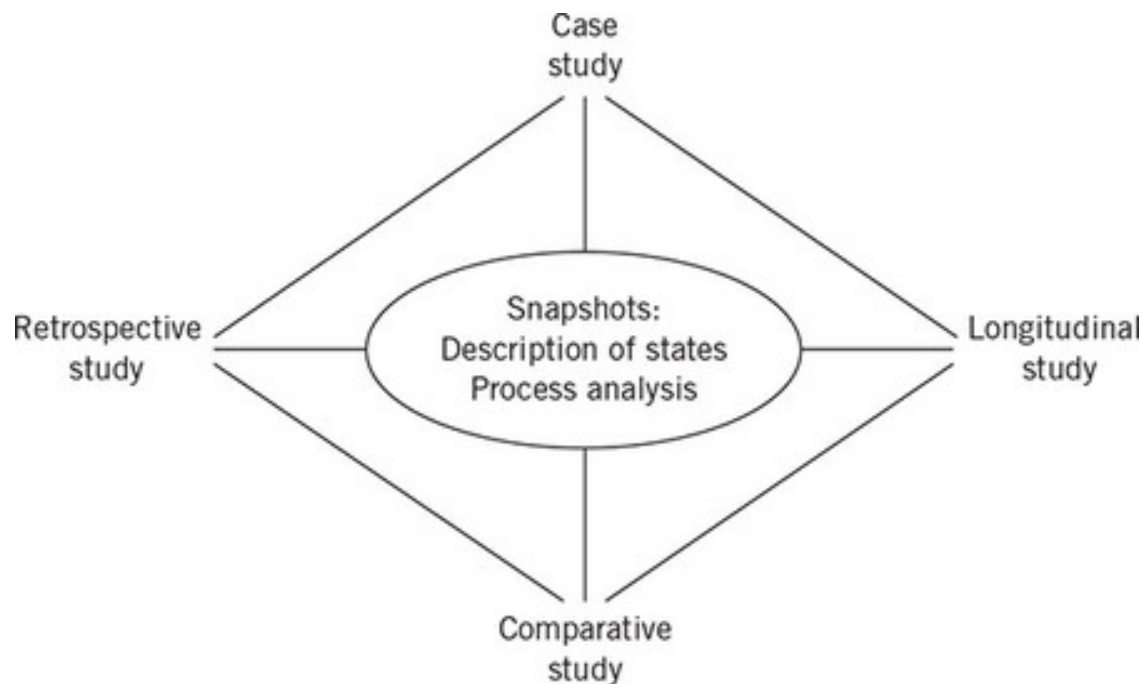 Case
study
Retrospective
study
Snapshots:
Description of states
Process analysis
Longitudinal
study
Comparative
study